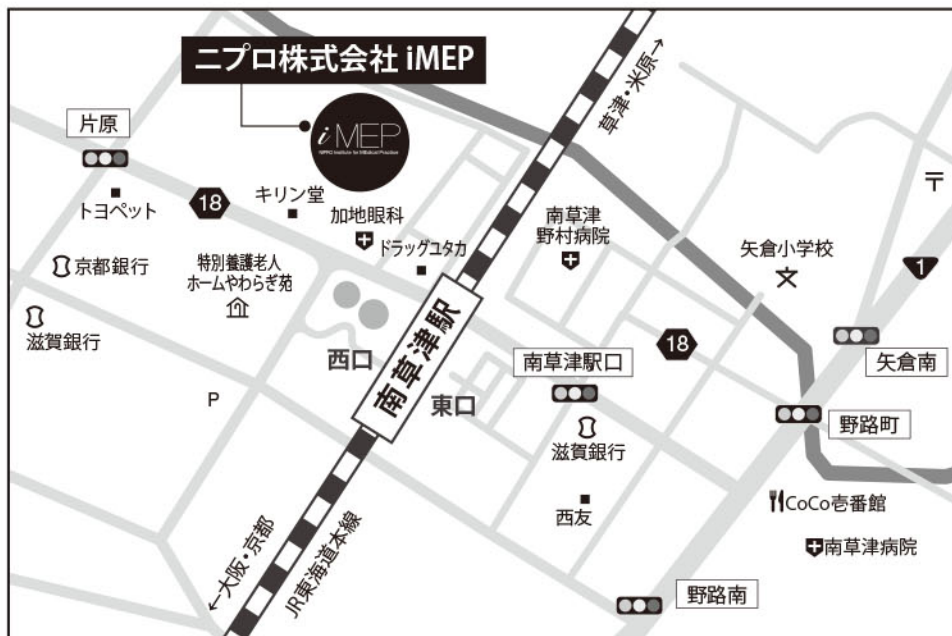 ニプロ株式会社 iMEP
iMEP
NIPRO Institute for MEdical Practice
草津・米原→
片原
トヨペット
18
キリン堂
加地眼科
ドラッグユタカ
南草津
野村病院
矢倉小学校
文
〒
1
京都銀行
特別養護老人
ホームやわらぎ苑
滋賀銀行
西口
南草津駅
東口
P
18
南草津駅口
滋賀銀行
西友
矢倉南
野路町
CoCo壱番館
南草津病院
野路南
←大阪・京都
JR東海道本線